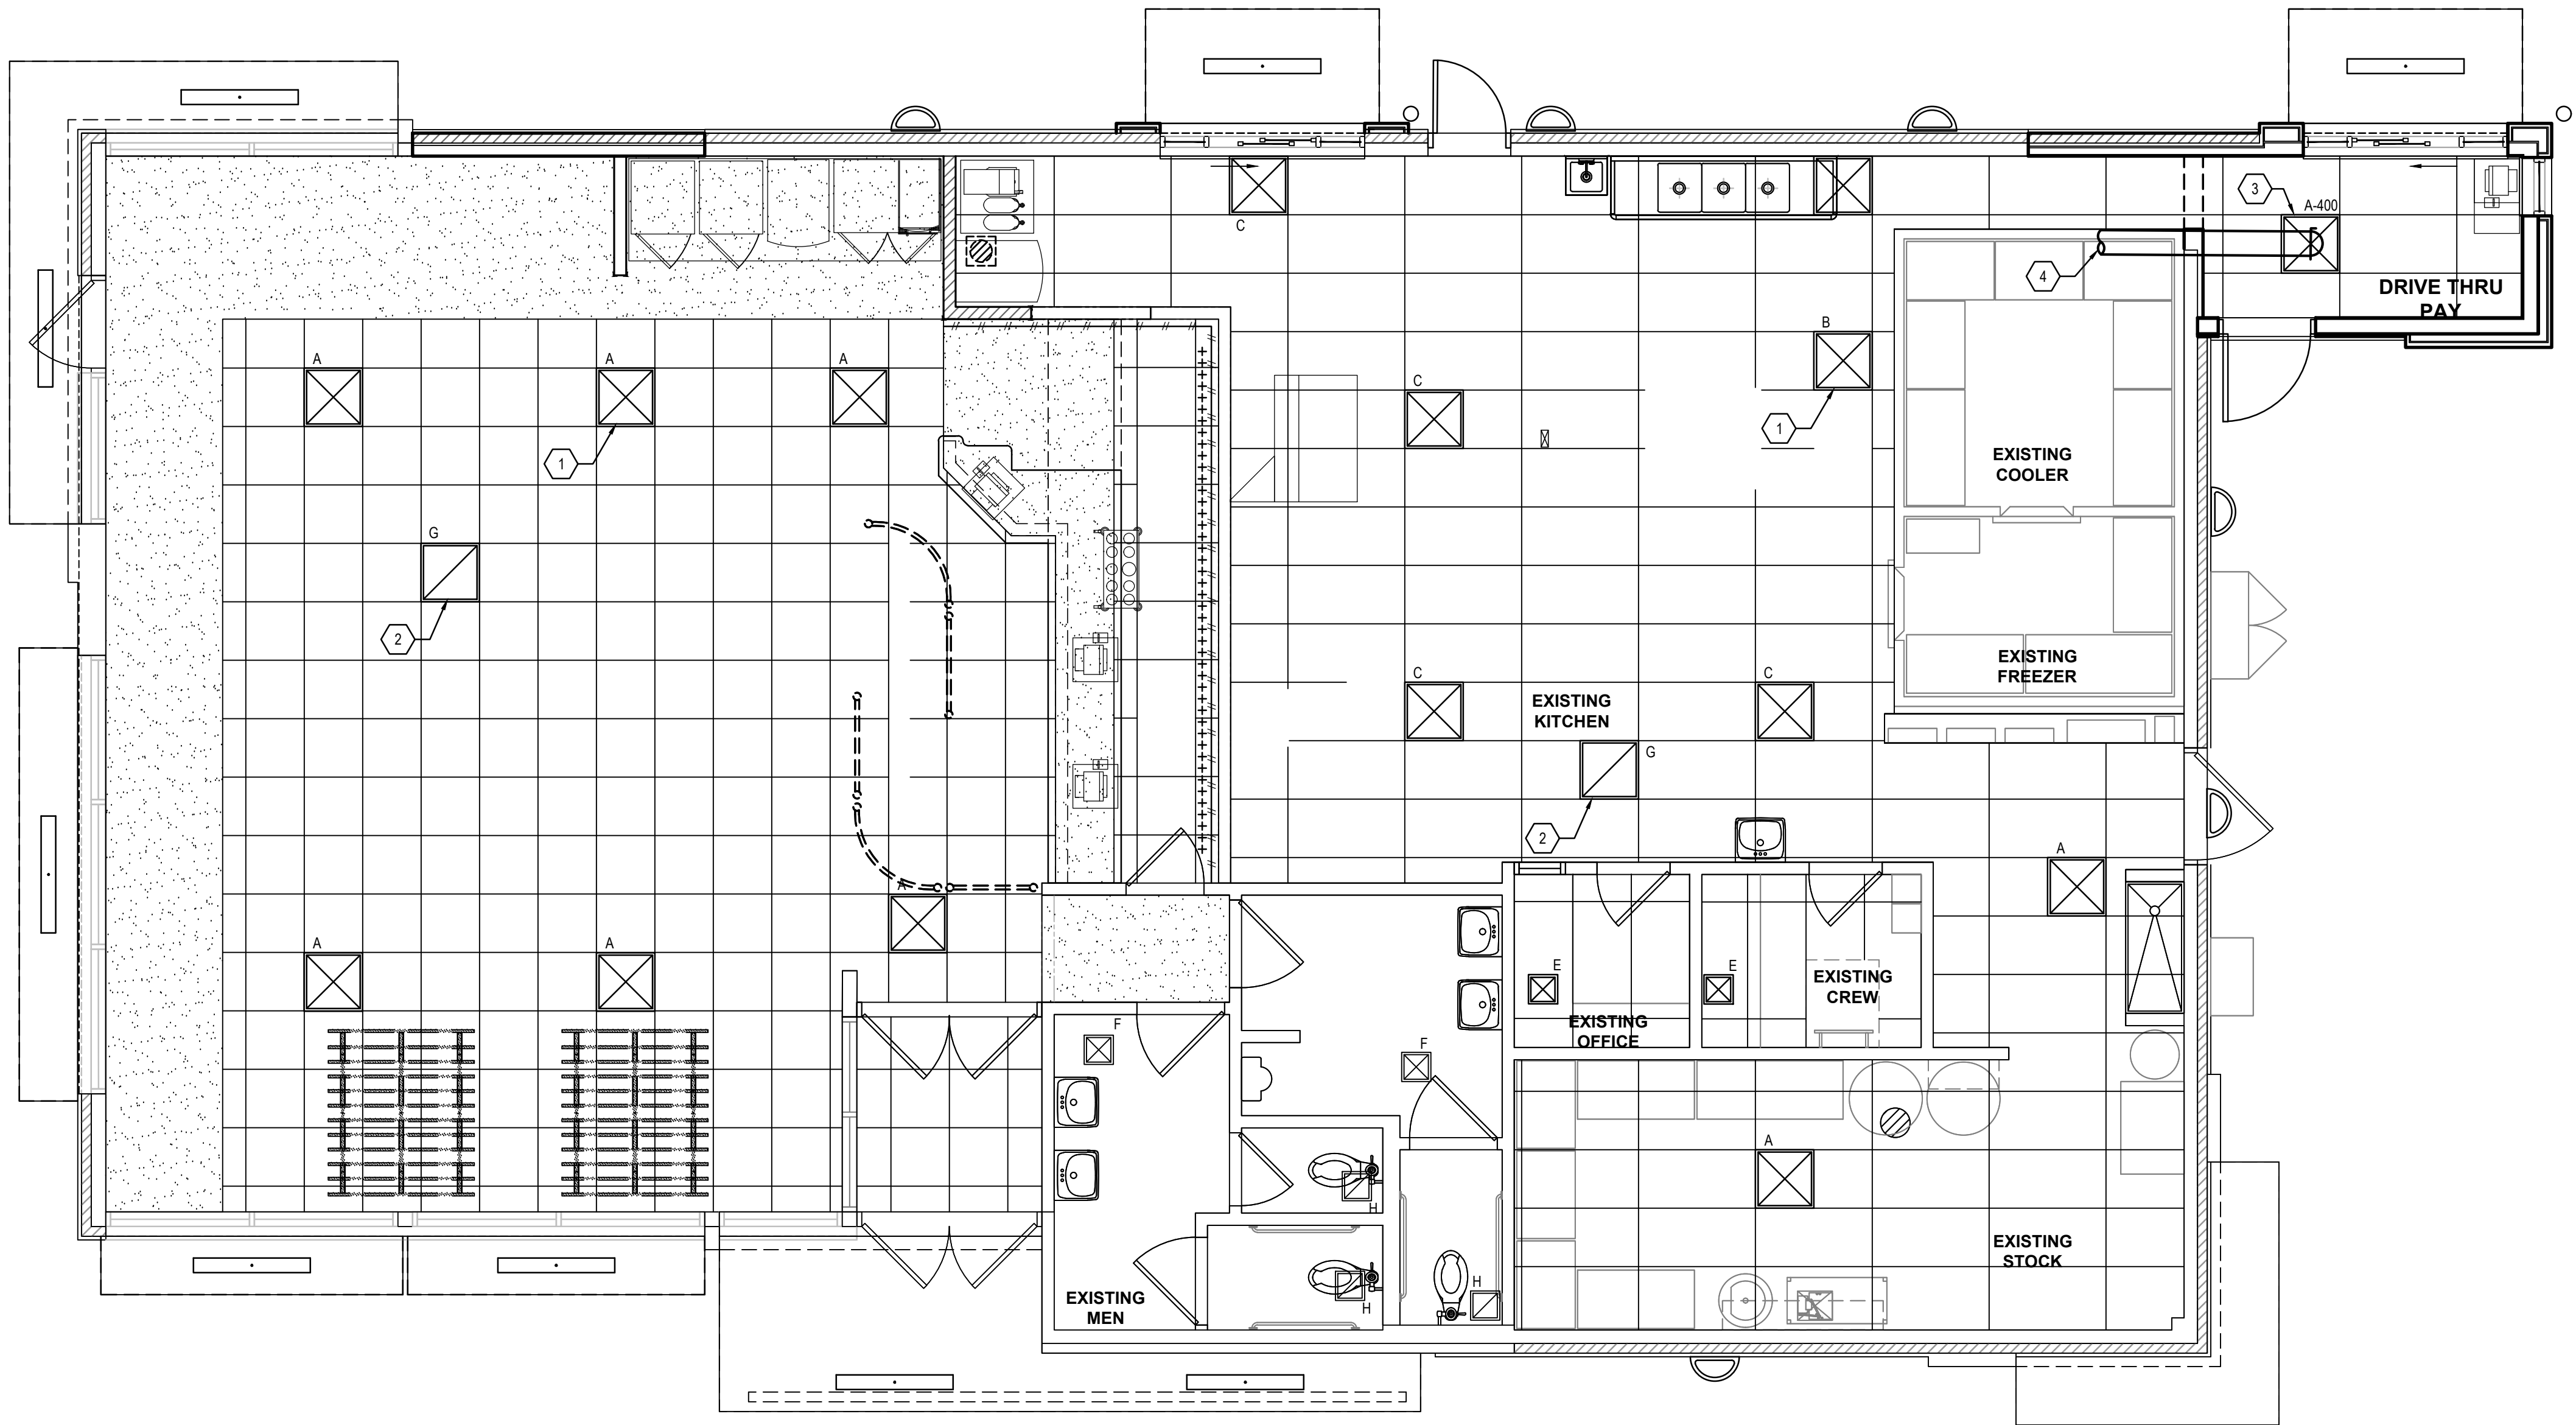 3
A-400
C
4
DRIVE THRU
PAY
B
A
A
A
C
1
1
EXISTING
COOLER
G
2
EXISTING
FREEZER
C
C
EXISTING
KITCHEN
G
2
A
A
A
A
E
E
EXISTING
CREW
F
EXISTING
OFFICE
F
A
H
EXISTING
STOCK
H
H
EXISTING
MEN